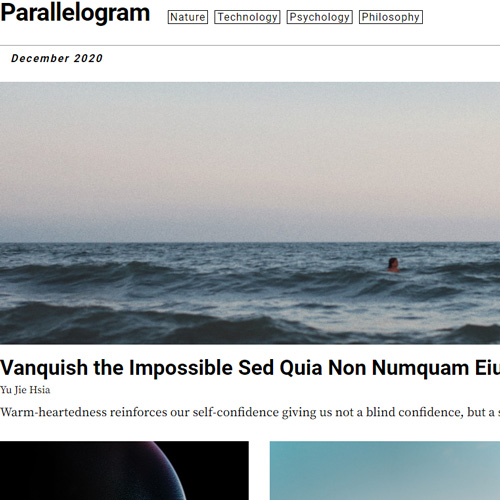 Parallelogram
Nature Technology Psychology Philosophy
December 2020
Vanquish the Impossible Sed Quia Non Numquam Eiu
Yu Jie Hsia
Warm-heartedness reinforces our self-confidence giving us not a blind confidence, but a s